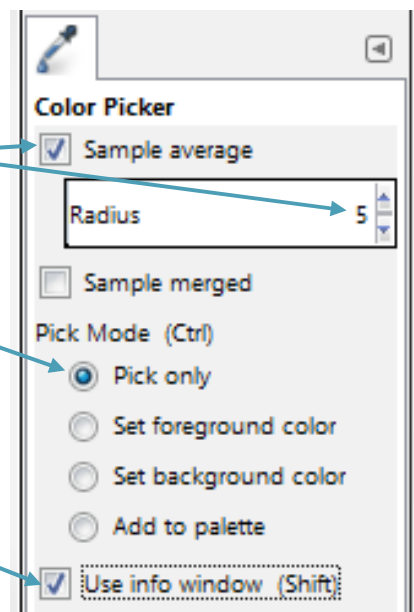 Color Picker
Sample average
Radius 5
Sample merged
Pick Mode (Ctrl)
Pick only
Set foreground color
Set background color
Add to palette
Use info window (Shift)